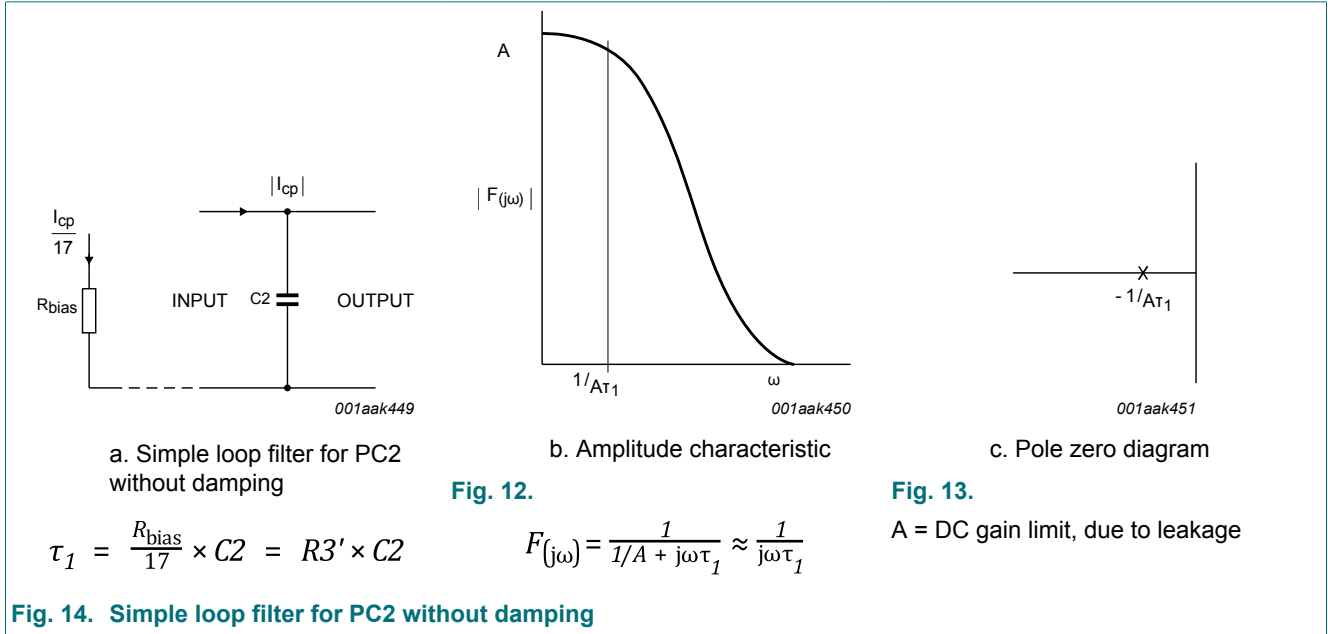 |Icp|
Icp
17
Rbias
INPUT
C2
OUTPUT
001aak449
a. Simple loop filter for PC2
without damping
τ1 = Rbias/17 × C2 = R3′ × C2
A
| F(jω) |
1/Aτ1
ω
001aak450
b. Amplitude characteristic
Fig. 12.
F(jω) = 1/(1/A + jωτ1) ≈ 1/jωτ1
- 1/Aτ1
001aak451
c. Pole zero diagram
Fig. 13.
A = DC gain limit, due to leakage
Fig. 14. Simple loop filter for PC2 without damping